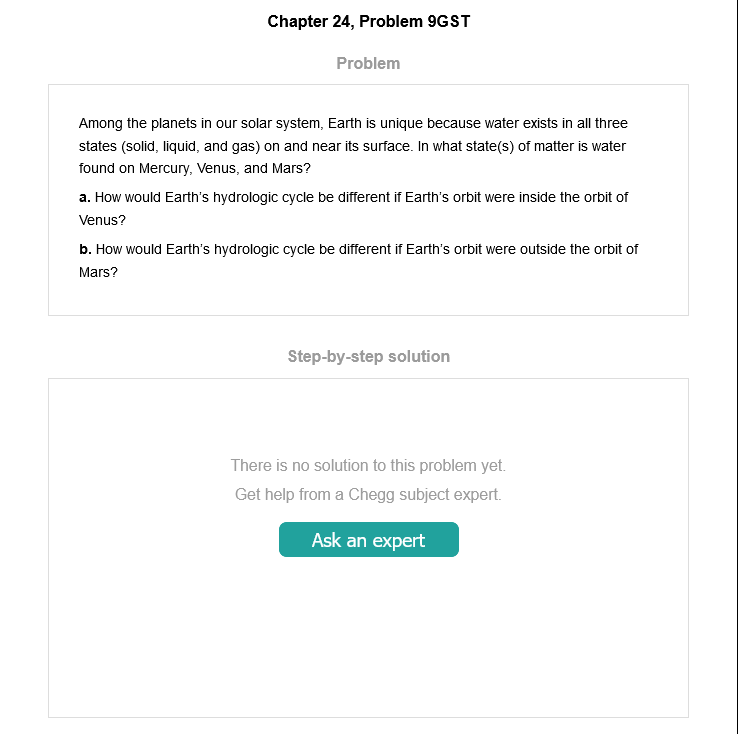 Chapter 24, Problem 9GST
Problem
Among the planets in our solar system, Earth is unique because water exists in all three
states (solid, liquid, and gas) on and near its surface. In what state(s) of matter is water
found on Mercury, Venus, and Mars?
a. How would Earth's hydrologic cycle be different if Earth's orbit were inside the orbit of
Venus?
b. How would Earth's hydrologic cycle be different if Earth's orbit were outside the orbit of
Mars?
Step-by-step solution
There is no solution to this problem yet.
Get help from a Chegg subject expert.
Ask an expert